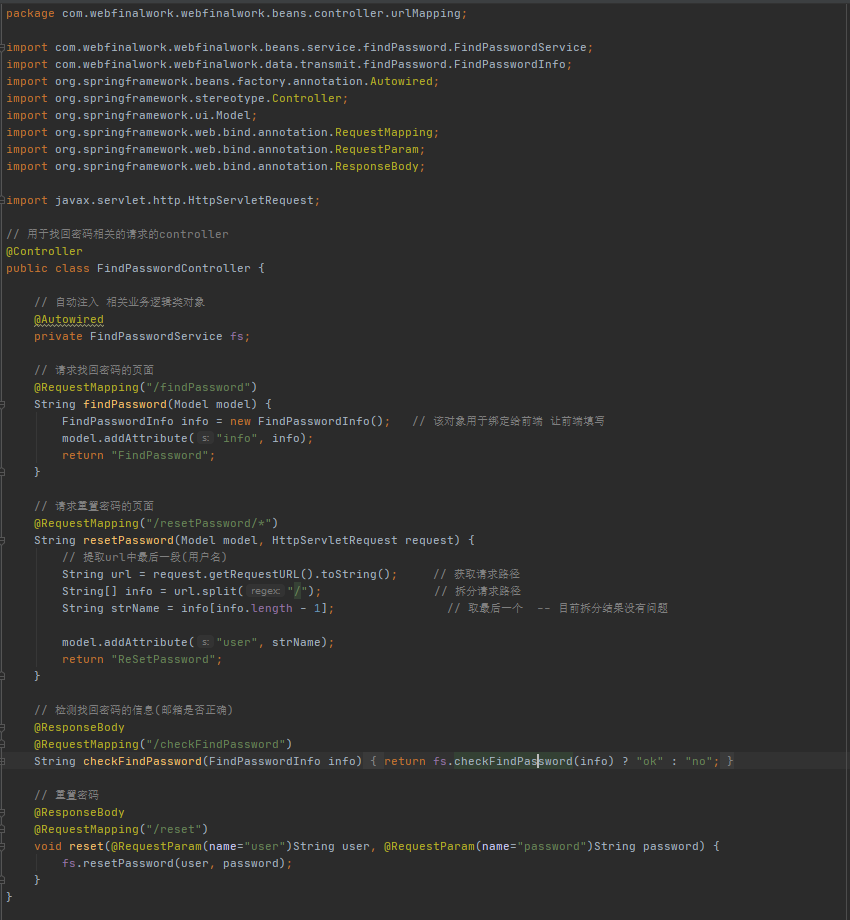 package com.webfinalwork.webfinalwork.beans.controller.urlMapping;
import com.webfinalwork.webfinalwork.beans.service.findPassword.FindPasswordService;
import com.webfinalwork.webfinalwork.data.transmit.findPassword.FindPasswordInfo;
import org.springframework.beans.factory.annotation.Autowired;
import org.springframework.stereotype.Controller;
import org.springframework.ui.Model;
import org.springframework.web.bind.annotation.RequestMapping;
import org.springframework.web.bind.annotation.RequestParam;
import org.springframework.web.bind.annotation.ResponseBody;
import javax.servlet.http.HttpServletRequest;
// 用于找回密码相关的请求的controller
@Controller
public class FindPasswordController {
// 自动注入 相关业务逻辑类对象
@Autowired
private FindPasswordService fs;
// 请求找回密码的页面
@RequestMapping("/findPassword")
String findPassword(Model model) {
FindPasswordInfo info = new FindPasswordInfo(); // 该对象用于绑定给前端 让前端填写
model.addAttribute( s: "info", info);
return "FindPassword";
}
// 请求重置密码的页面
@RequestMapping("/resetPassword/*")
String resetPassword(Model model, HttpServletRequest request) {
// 提取url中最后一段(用户名)
String url = request.getRequestURL().toString(); // 获取请求路径
String[] info = url.split( regex: "/"); // 拆分请求路径
String strName = info[info.length - 1]; // 取最后一个 -- 目前拆分结果没有问题
model.addAttribute( s: "user", strName);
return "ReSetPassword";
}
// 检测找回密码的信息(邮箱是否正确)
@ResponseBody
@RequestMapping("/checkFindPassword")
String checkFindPassword(FindPasswordInfo info) { return fs.checkFindPassword(info) ? "ok" : "no"; }
// 重置密码
@ResponseBody
@RequestMapping("/reset")
void reset(@RequestParam(name="user")String user, @RequestParam(name="password")String password) {
fs.resetPassword(user, password);
}
}